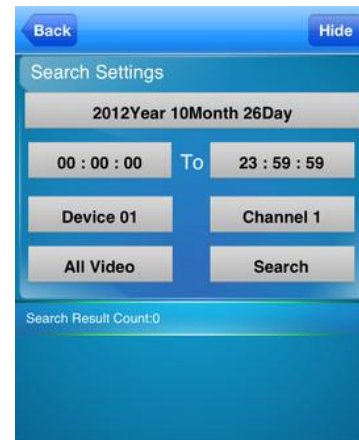 Back Hide
Search Settings
2012Year 10Month 26Day
00 : 00 : 00 To 23 : 59 : 59
Device 01 Channel 1
All Video Search
Search Result Count:0